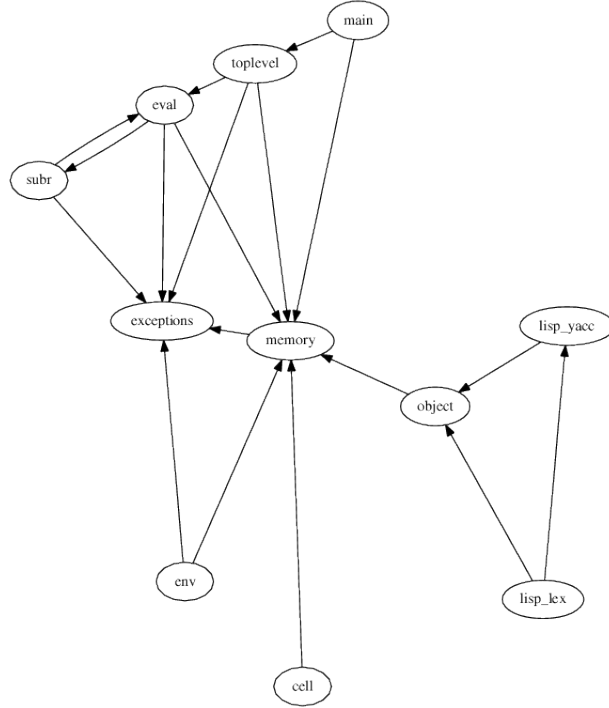 main
toplevel
eval
subr
exceptions
memory
lisp_yacc
object
env
lisp_lex
cell